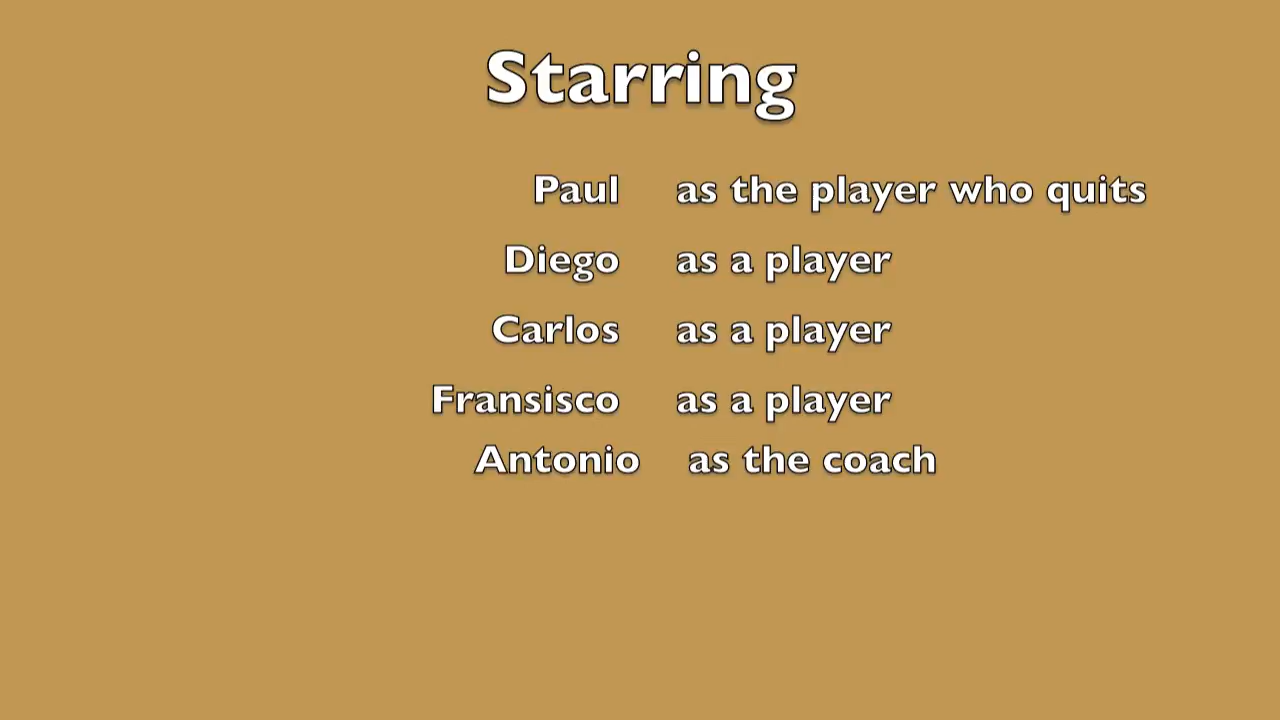 Starring
Paul as the player who quits
Diego as a player
Carlos as a player
Fransisco as a player
Antonio as the coach